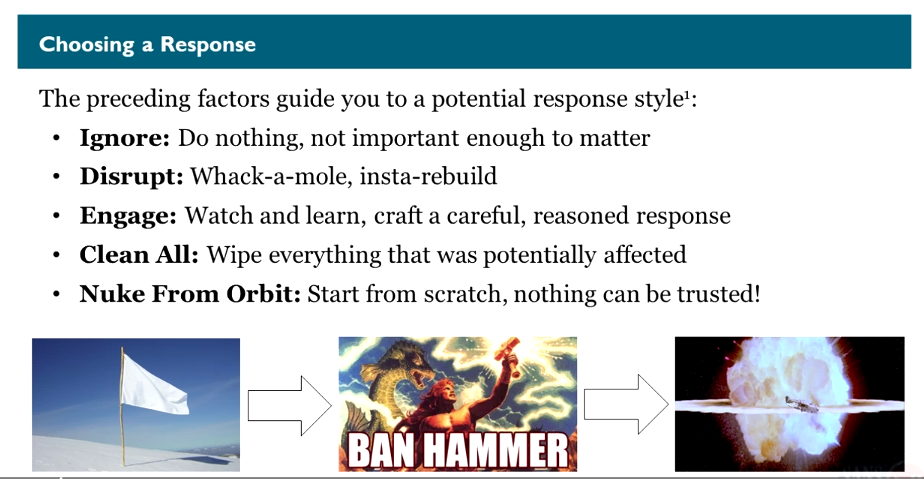 Choosing a Response
The preceding factors guide you to a potential response style¹:
• Ignore: Do nothing, not important enough to matter
• Disrupt: Whack-a-mole, insta-rebuild
• Engage: Watch and learn, craft a careful, reasoned response
• Clean All: Wipe everything that was potentially affected
• Nuke From Orbit: Start from scratch, nothing can be trusted!
BAN HAMMER